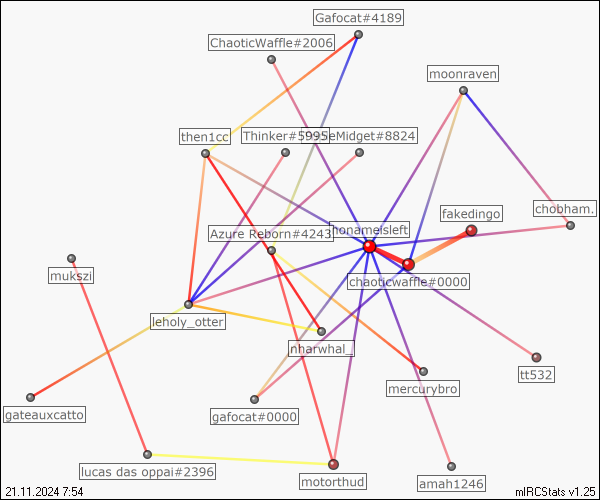 Gafocat#4189
ChaoticWaffle#2006
moonraven
then1cc
Thinker#5995
eMidget#8824
chobham.
fakedingo
nonameisleft
Azure Reborn#4243
mukszi
chaoticwaffle#0000
leholy_otter
nharwhal_
tt532
mercurybro
gateauxcatto
gafocat#0000
lucas das oppai#2396
motorthud
amah1246
21.11.2024 7:54
mIRCStats v1.25